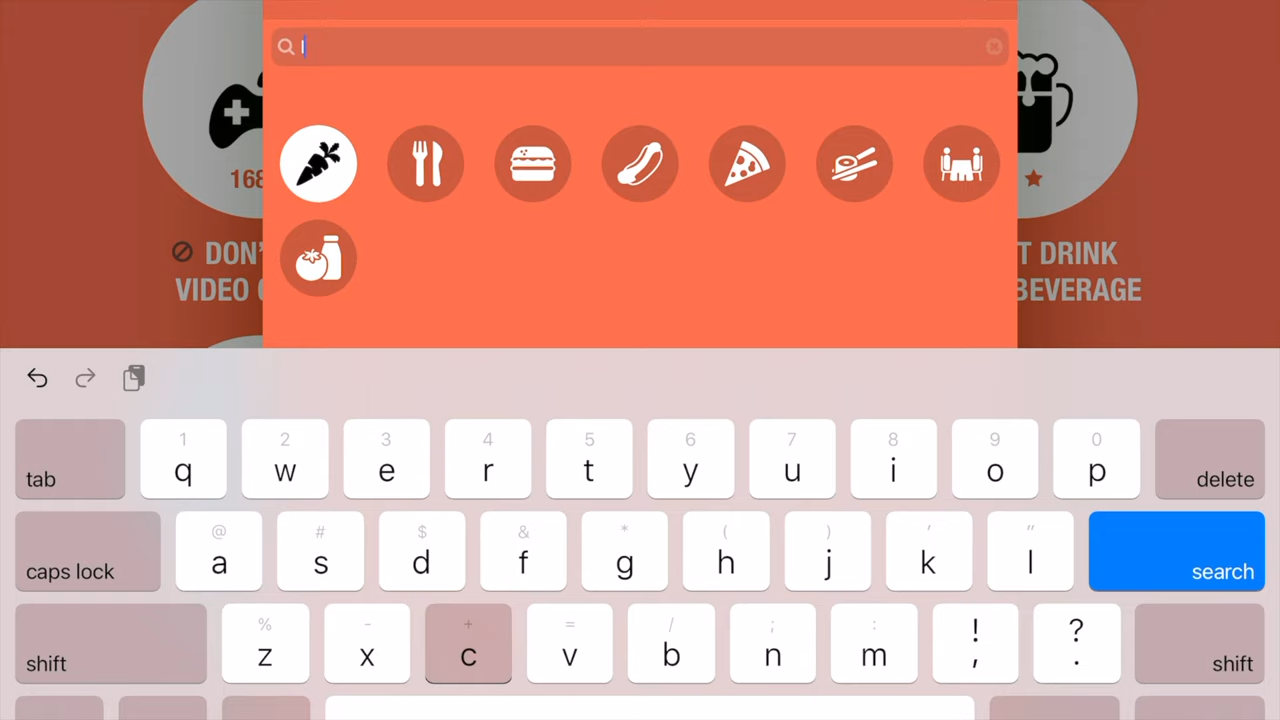 l
168
DON'
T DRINK
VIDEO
BEVERAGE
1 2 3 4 5 6 7 8 9 0
tab q w e r t y u i o p delete
@ # $ & * ( ) ' "
caps lock a s d f g h j k l search
% - + = / ; : ! ?
shift z x c v b n m , . shift